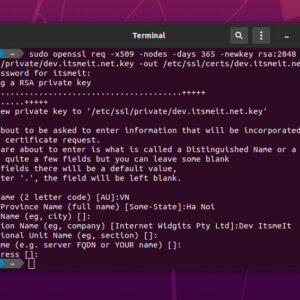 Terminal
~ sudo openssl req -x509 -nodes -days 365 -newkey rsa:2048
/private/dev.itsmeit.net.key -out /etc/ssl/certs/dev.itsmeit.ne
ssword for itsmeit:
g a RSA private key
.....................................+++++
......+++++
ew private key to '/etc/ssl/private/dev.itsmeit.net.key'
bout to be asked to enter information that will be incorporated
certificate request.
are about to enter is what is called a Distinguished Name or a
quite a few fields but you can leave some blank
fields there will be a default value,
ter '.', the field will be left blank.
ame (2 letter code) [AU]:VN
Province Name (full name) [Some-State]:Ha Noi
Name (eg, city) []:
ion Name (eg, company) [Internet Widgits Pty Ltd]:Dev ItsmeIt
ional Unit Name (eg, section) []:
me (e.g. server FQDN or YOUR name) []:
ress []:
~